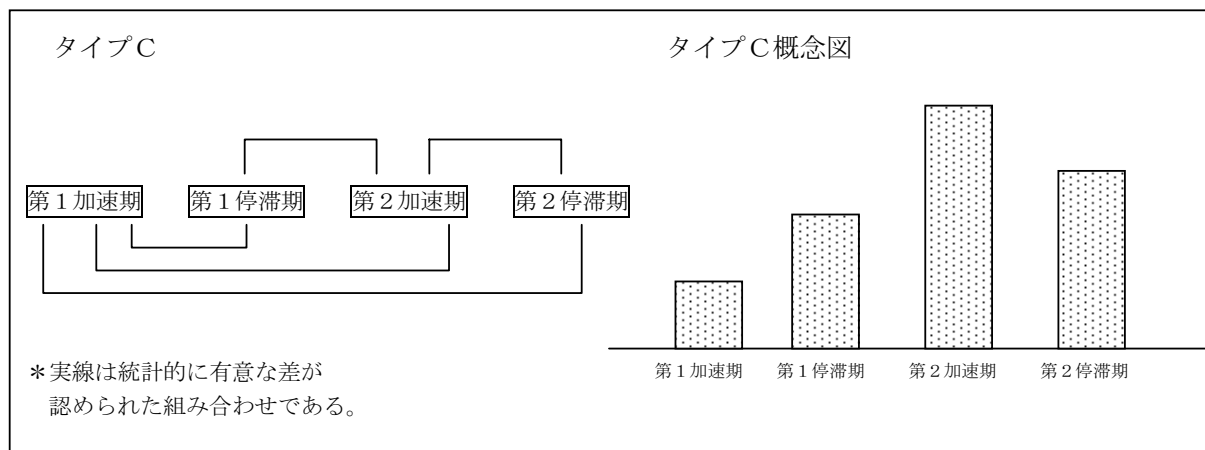 タイプC
タイプC概念図
第1加速期
第1停滞期
第2加速期
第2停滞期
第1加速期
第1停滞期
第2加速期
第2停滞期
*実線は統計的に有意な差が
認められた組み合わせである。